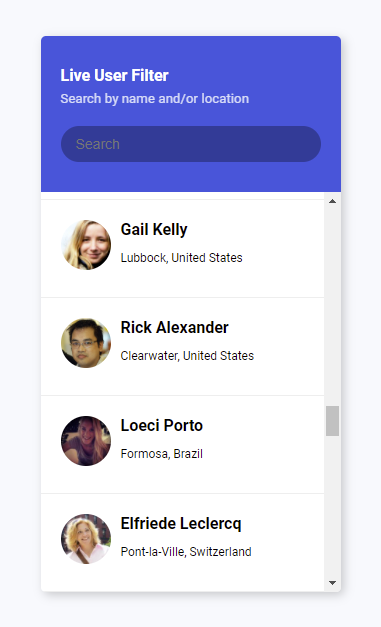 Live User Filter
Search by name and/or location
Search
Gail Kelly
Lubbock, United States
Rick Alexander
Clearwater, United States
Loeci Porto
Formosa, Brazil
Elfriede Leclercq
Pont-la-Ville, Switzerland